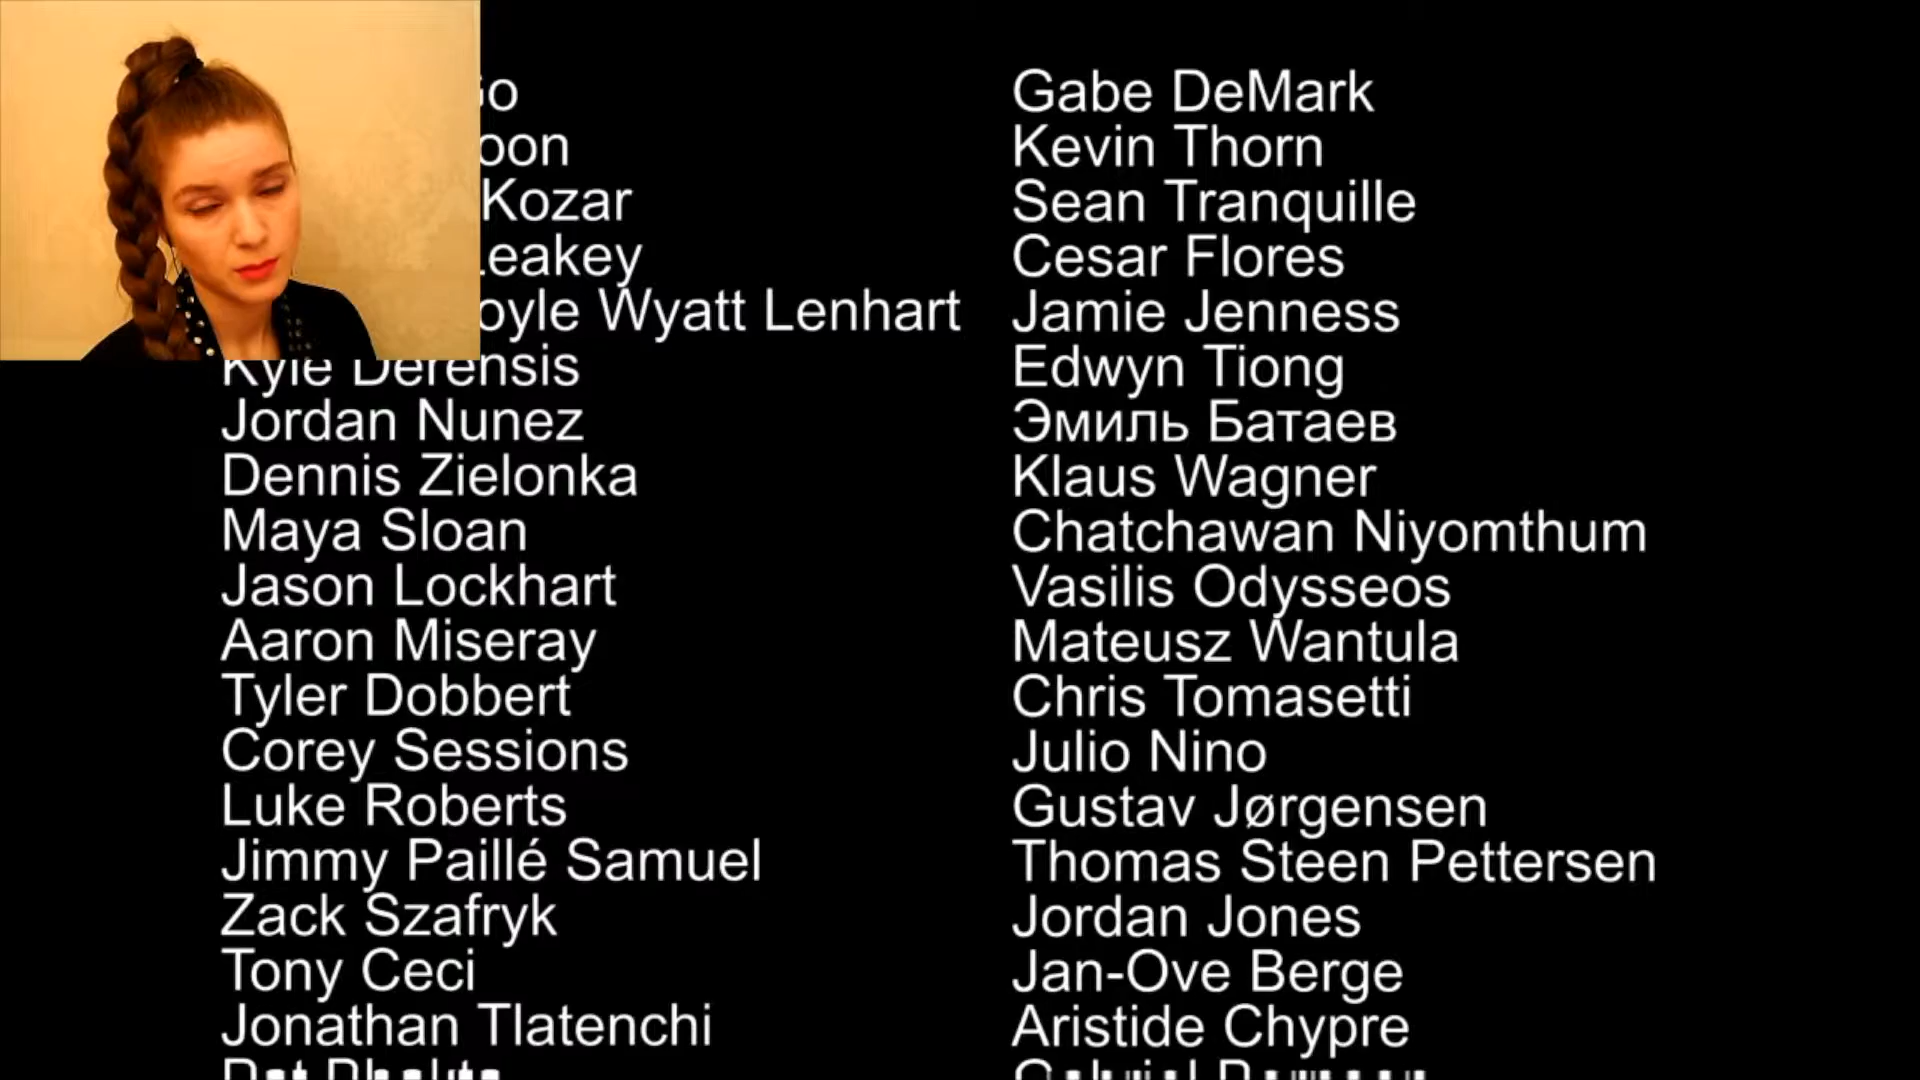 Kozar
Leakey
Wyatt Lenhart
Kyle Derensis
Jordan Nunez
Dennis Zielonka
Maya Sloan
Jason Lockhart
Aaron Miseray
Tyler Dobbert
Corey Sessions
Luke Roberts
Jimmy Paillé Samuel
Zack Szafryk
Tony Ceci
Jonathan Tlatenchi
Gabe DeMark
Kevin Thorn
Sean Tranquille
Cesar Flores
Jamie Jenness
Edwyn Tiong
Эмиль Батаев
Klaus Wagner
Chatchawan Niyomthum
Vasilis Odysseos
Mateusz Wantula
Chris Tomasetti
Julio Nino
Gustav Jørgensen
Thomas Steen Pettersen
Jordan Jones
Jan-Ove Berge
Aristide Chypre